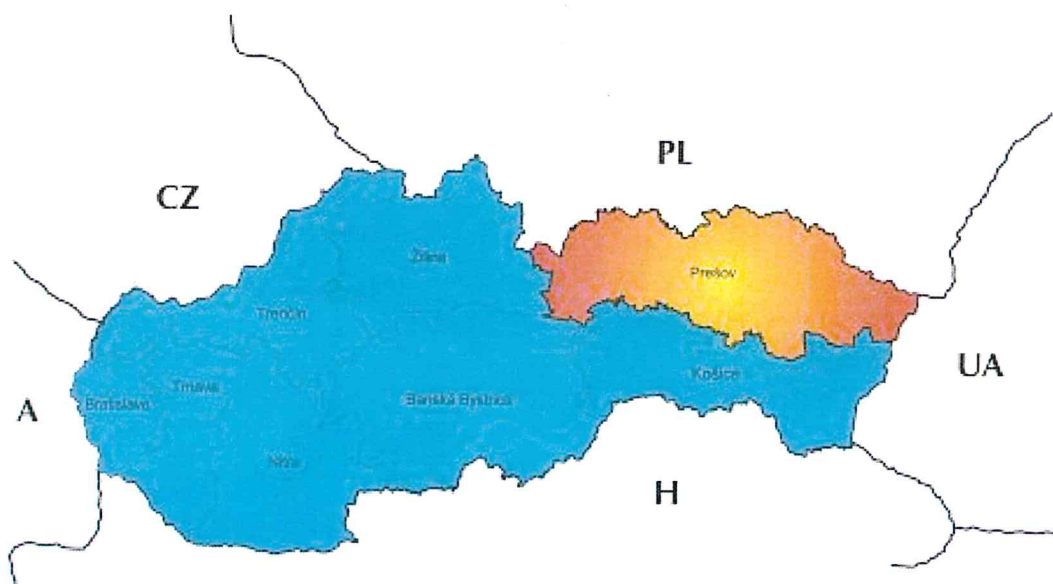 PL
CZ
Žilina
Prešov
Trenčín
UA
Košice
Trnava
Banská Bystrica
Bratislava
A
Nitra
H